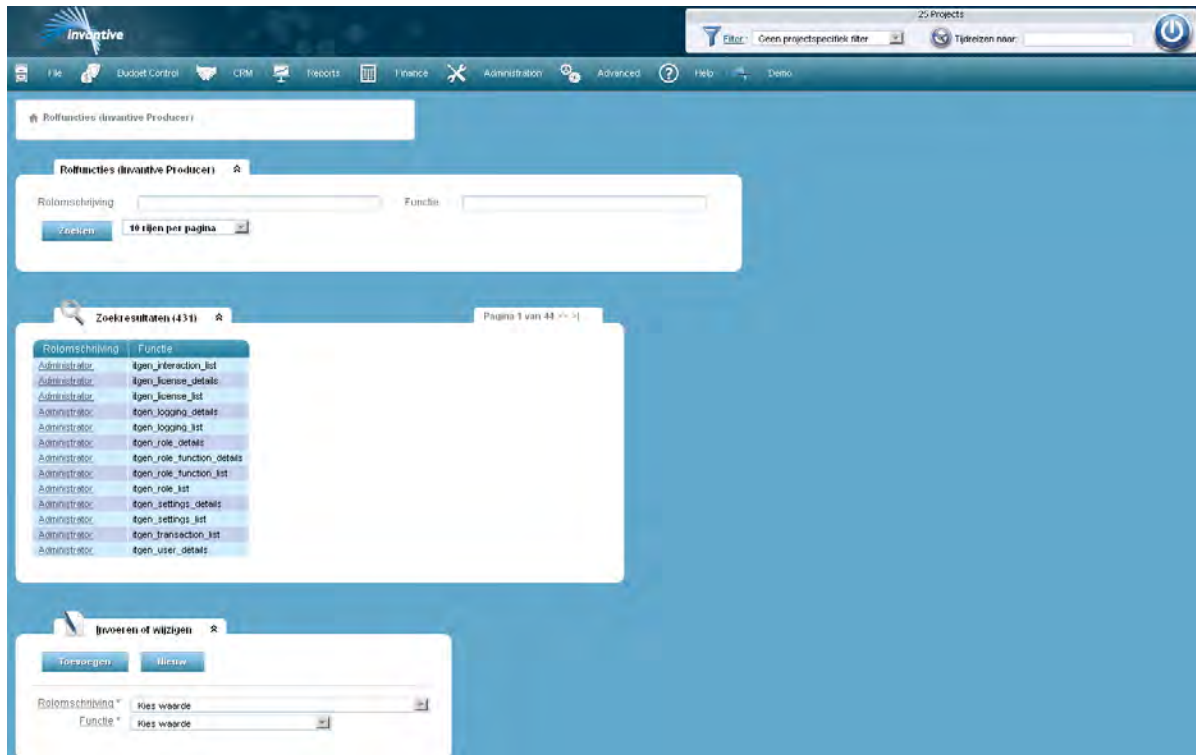 invantive
25 Projects
Filter: Geen projectspecifiek filter
Tijdreizen naar:
File Budget Control CRM Reports Finance Administration Advanced Help Demo
Rolfuncties (Invantive Producer)
Rolfuncties (Invantive Producer)
Rolomschrijving Functie
Zoeken 10 rijen per pagina
Zoekresultaten (431) Pagina 1 van 44 >> >|
Rolomschrijving Functie
Administrator itgen_interaction_list
Administrator itgen_license_details
Administrator itgen_license_list
Administrator itgen_logging_details
Administrator itgen_logging_list
Administrator itgen_role_details
Administrator itgen_role_function_details
Administrator itgen_role_function_list
Administrator itgen_role_list
Administrator itgen_settings_details
Administrator itgen_settings_list
Administrator itgen_transaction_list
Administrator itgen_user_details
Invoeren of wijzigen
Toevoegen Nieuw
Rolomschrijving * Kies waarde
Functie * Kies waarde